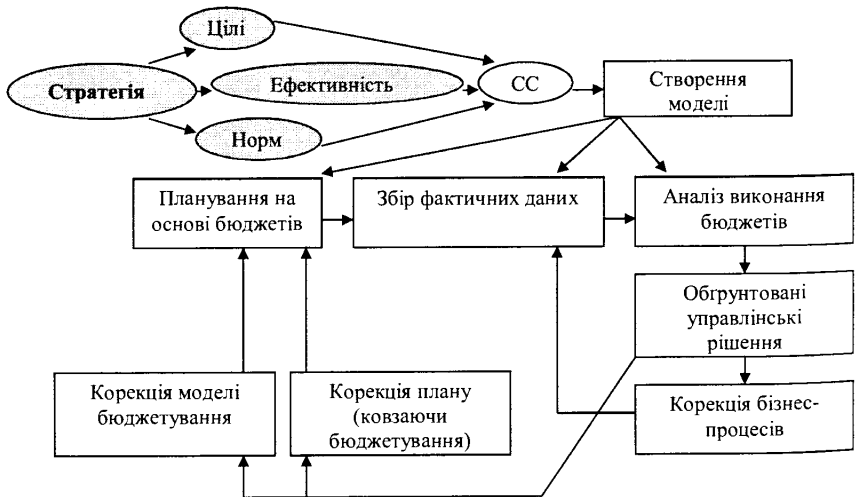 Цілі
Стратегія
Ефективність
СС
Створення
моделі
Норм
Планування на
основі бюджетів
Збір фактичних даних
Аналіз виконання
бюджетів
Обґрунтовані
управлінські
рішення
Корекція моделі
бюджетування
Корекція плану
(ковзаючи
бюджетування)
Корекція бізнес-
процесів